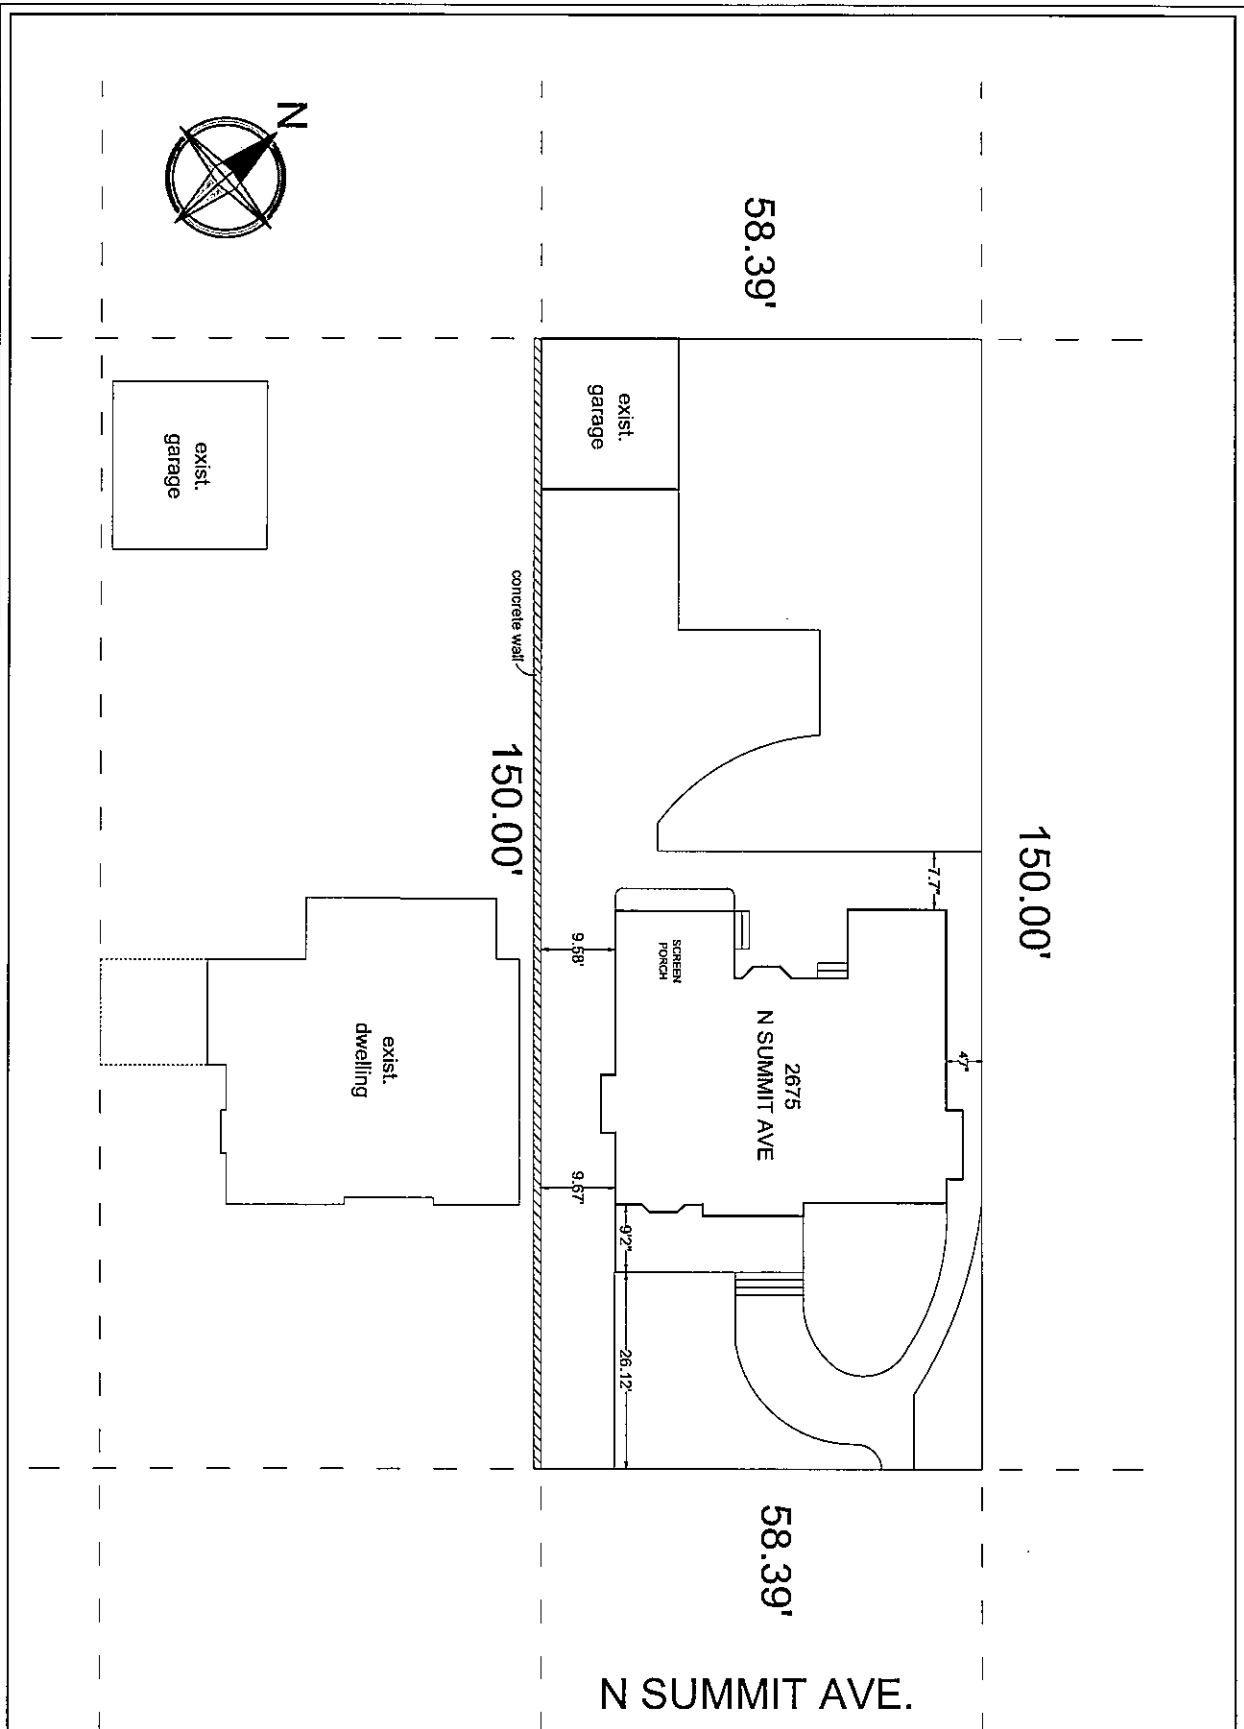 N
58.39'
exist.
garage
exist.
garage
concrete wall
150.00'
150.00'
7.7"
9.58'
SCREEN
PORCH
4'7"
2675
N SUMMIT AVE
exist.
dwelling
9.67'
9'2"
26.12'
58.39'
N SUMMIT AVE.